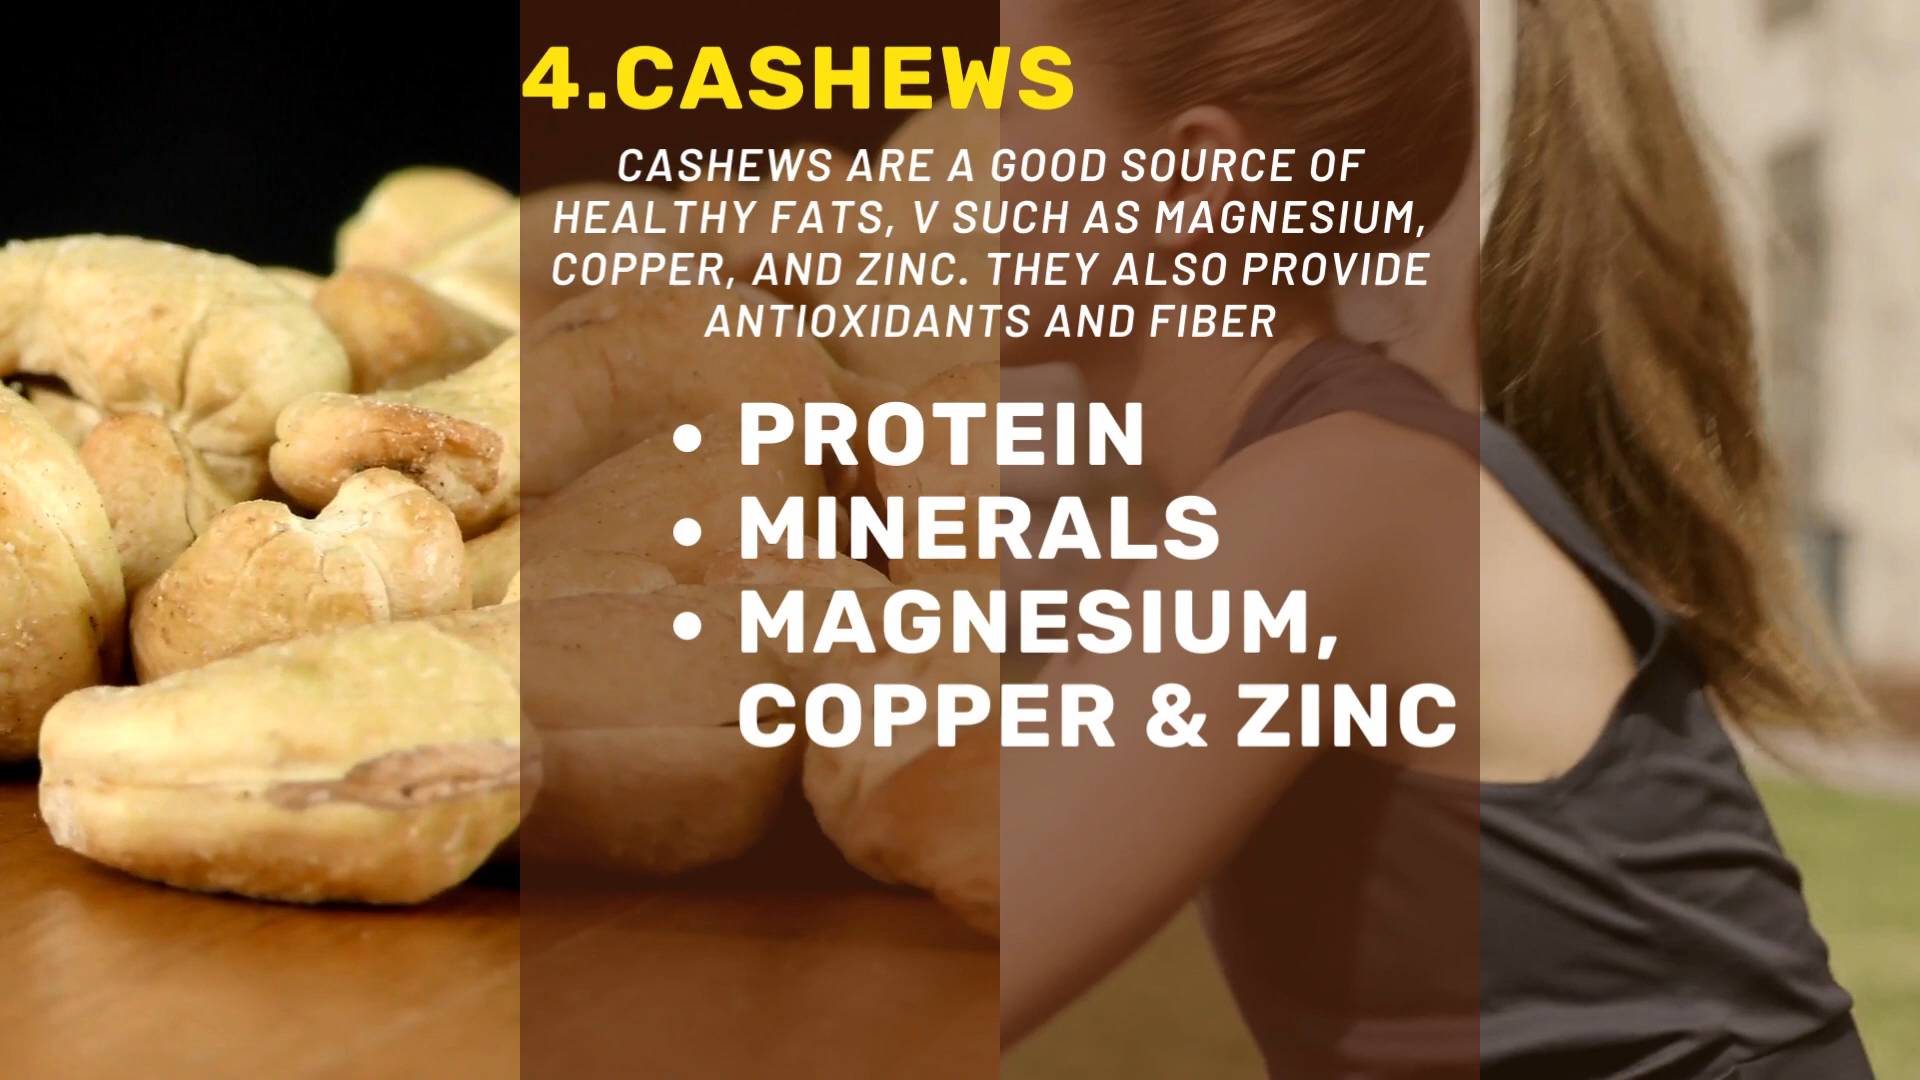 4.CASHEWS
CASHEWS ARE A GOOD SOURCE OF
HEALTHY FATS, V SUCH AS MAGNESIUM,
COPPER, AND ZINC. THEY ALSO PROVIDE
ANTIOXIDANTS AND FIBER
• PROTEIN
• MINERALS
• MAGNESIUM,
COPPER & ZINC